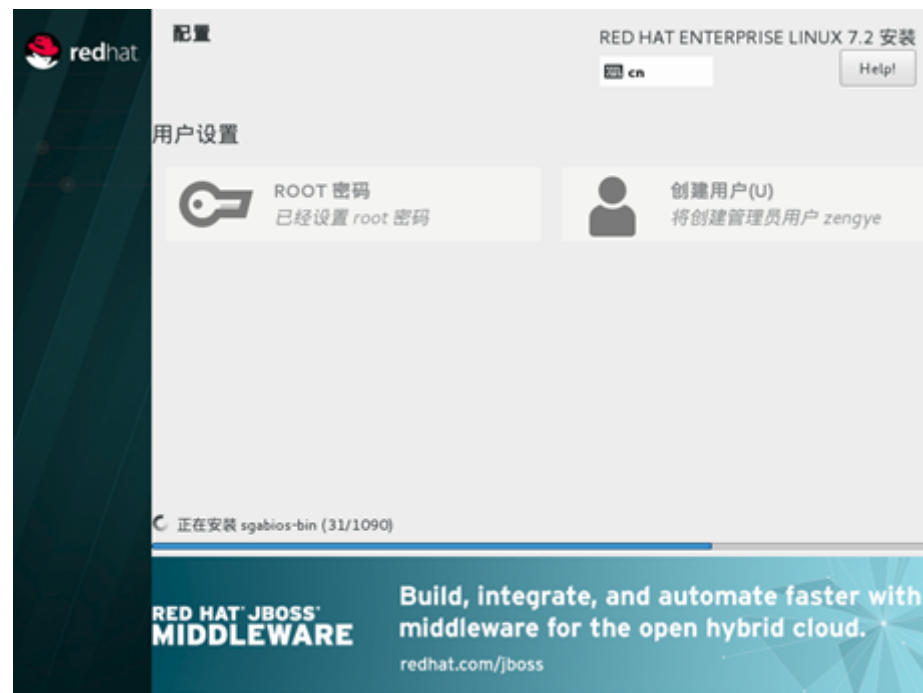 redhat
配置
RED HAT ENTERPRISE LINUX 7.2 安装
cn
Help!
用户设置
ROOT 密码
已经设置 root 密码
创建用户(U)
将创建管理员用户 zengye
正在安装 sgabios-bin (31/1090)
RED HAT JBOSS
MIDDLEWARE
Build, integrate, and automate faster with
middleware for the open hybrid cloud.
redhat.com/jboss